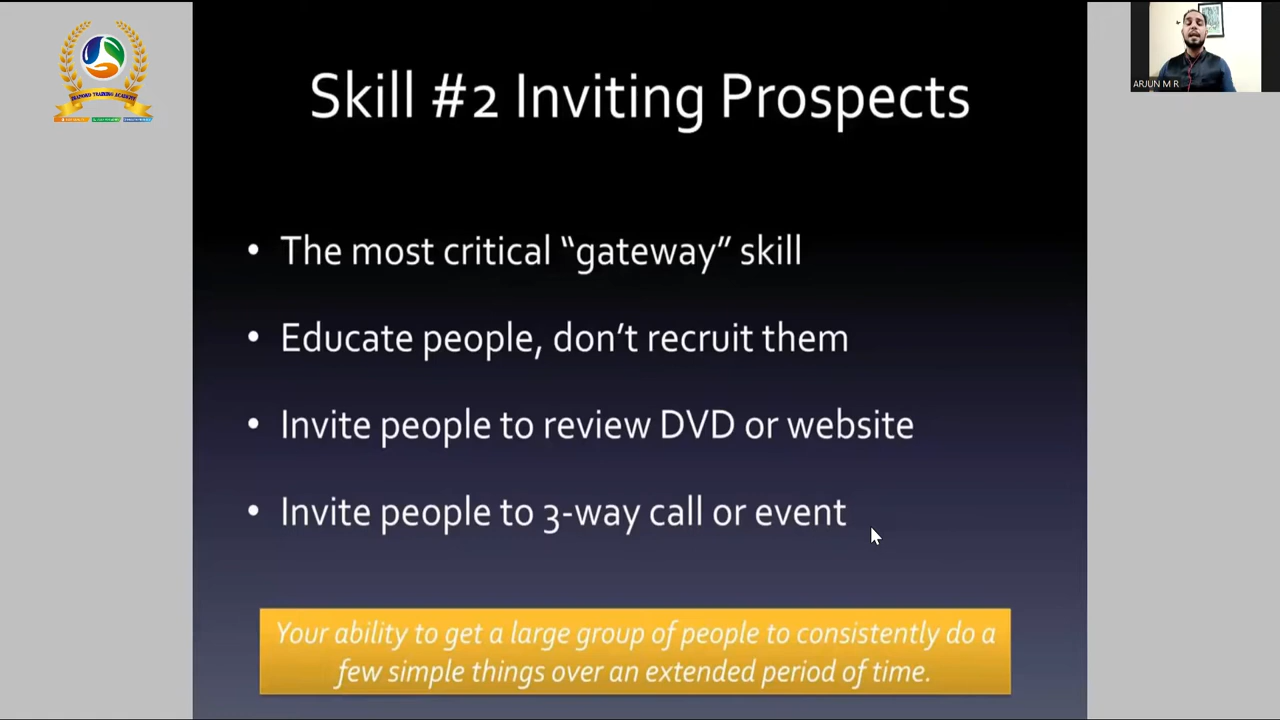 Skill #2 Inviting Prospects
ARJUN M R
TRAINING ACADEMY
• The most critical “gateway” skill
• Educate people, don’t recruit them
• Invite people to review DVD or website
• Invite people to 3-way call or event
Your ability to get a large group of people to consistently do a
few simple things over an extended period of time.